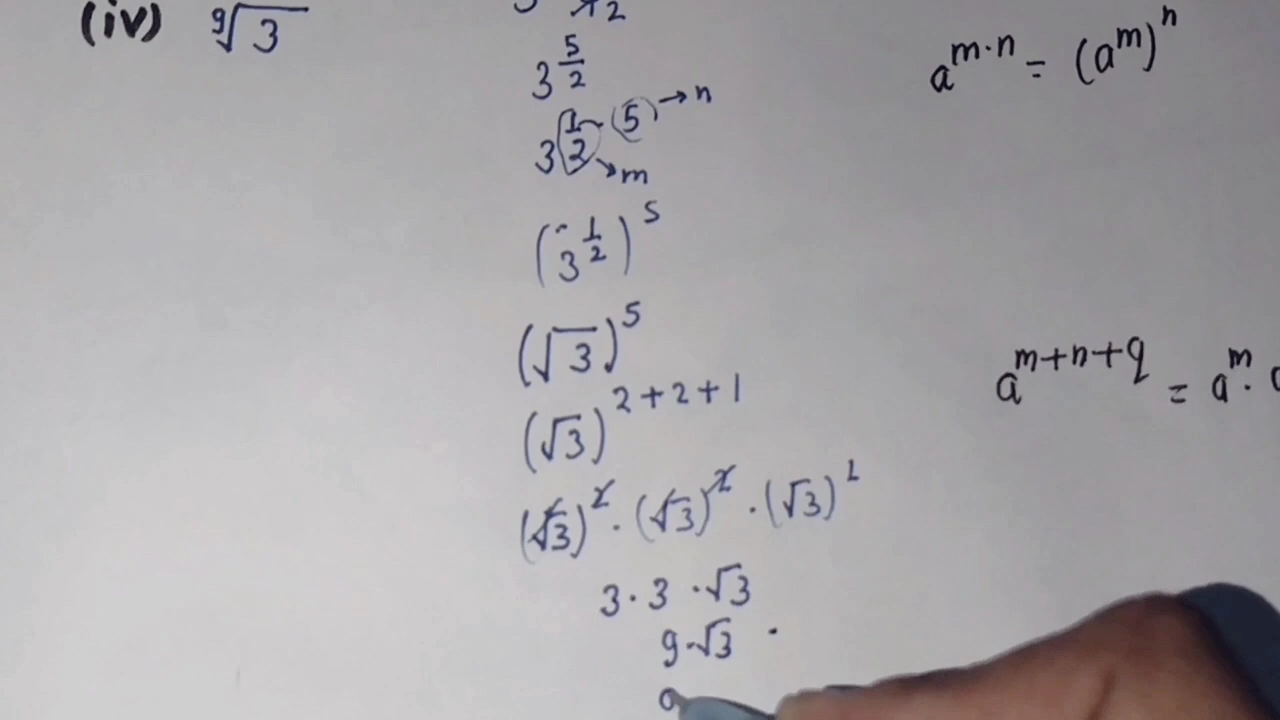 (iv) ⁹√3
3^(5/2)
3^(1/2 · 5) → n
→ m
(3^(1/2))^5
(√3)^5
(√3)^(2+2+1)
(√3)^2 · (√3)^2 · (√3)^1
3 · 3 · √3
9 · √3
a^(m·n) = (a^m)^n
a^(m+n+q) = a^m ·